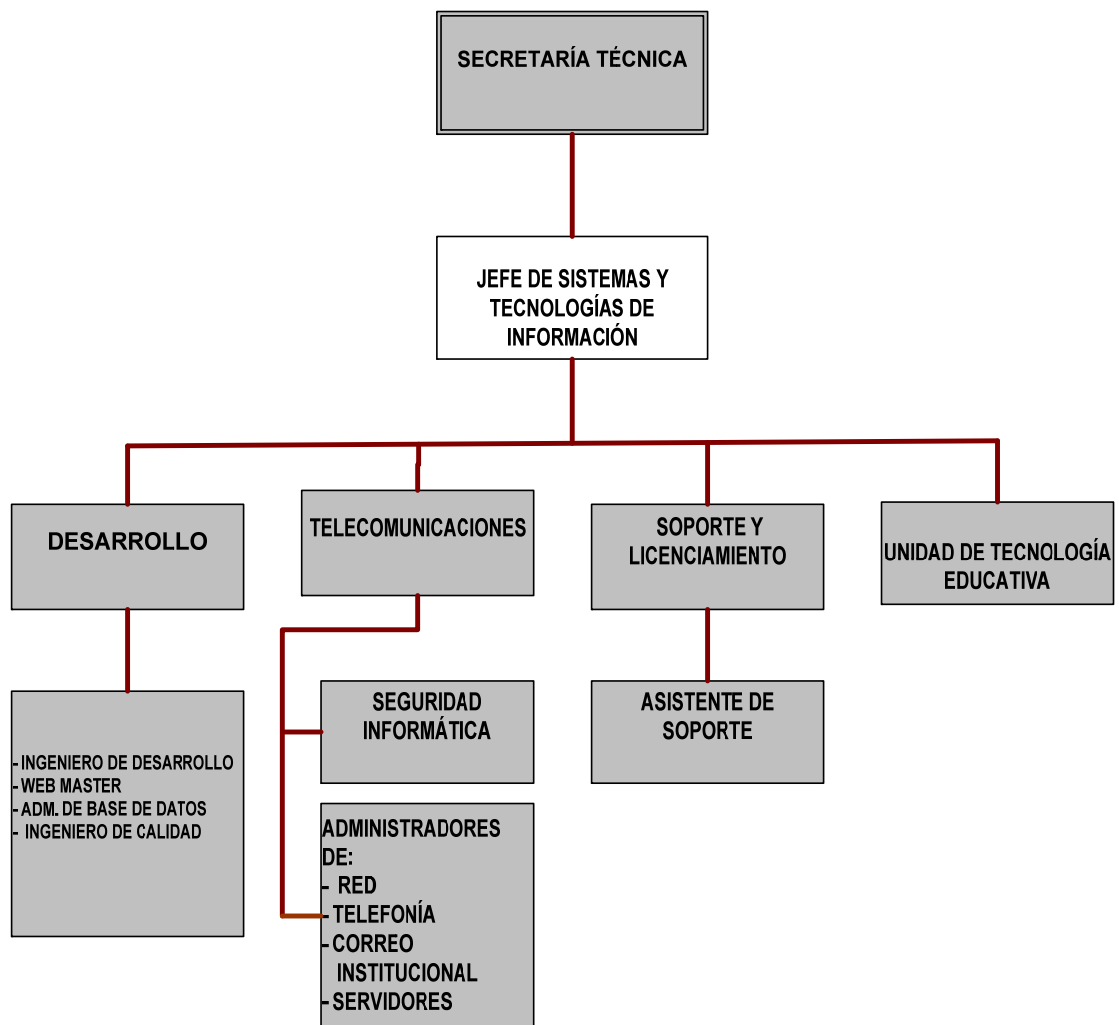 SECRETARÍA TÉCNICA
JEFE DE SISTEMAS Y
TECNOLOGÍAS DE
INFORMACIÓN
DESARROLLO
TELECOMUNICACIONES
SOPORTE Y
LICENCIAMIENTO
UNIDAD DE TECNOLOGÍA
EDUCATIVA
- INGENIERO DE DESARROLLO
- WEB MASTER
- ADM. DE BASE DE DATOS
- INGENIERO DE CALIDAD
SEGURIDAD
INFORMÁTICA
ADMINISTRADORES
DE:
- RED
- TELEFONÍA
- CORREO
INSTITUCIONAL
- SERVIDORES
ASISTENTE DE
SOPORTE